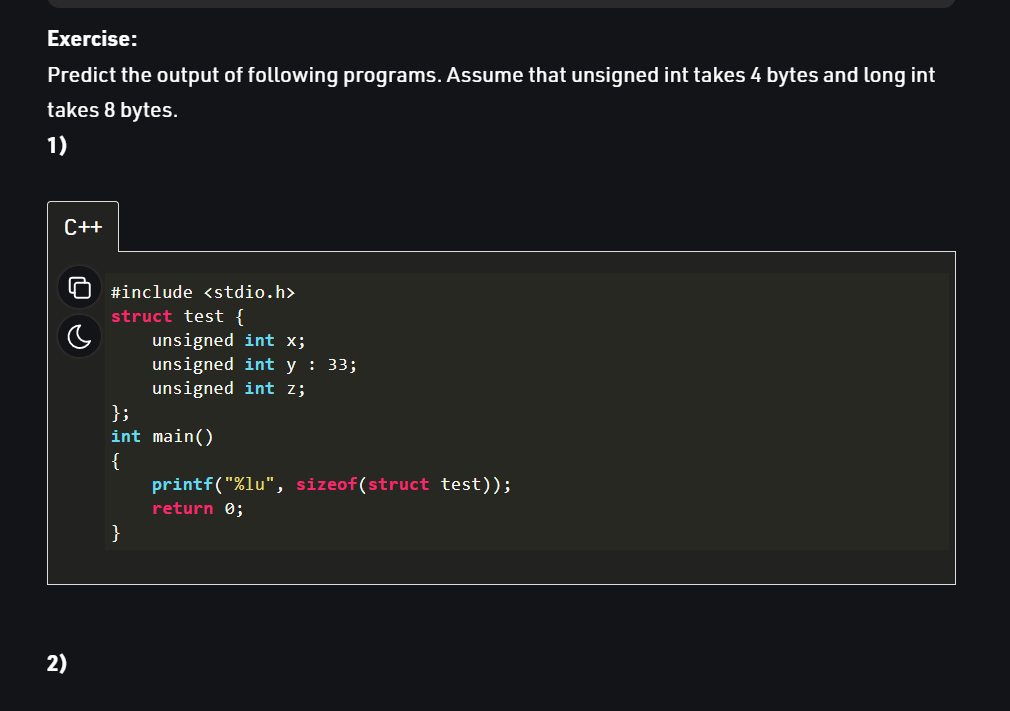 Exercise:
Predict the output of following programs. Assume that unsigned int takes 4 bytes and long int
takes 8 bytes.
1)
C++
#include <stdio.h>
struct test {
    unsigned int x;
    unsigned int y : 33;
    unsigned int z;
};
int main()
{
    printf("%lu", sizeof(struct test));
    return 0;
}
2)